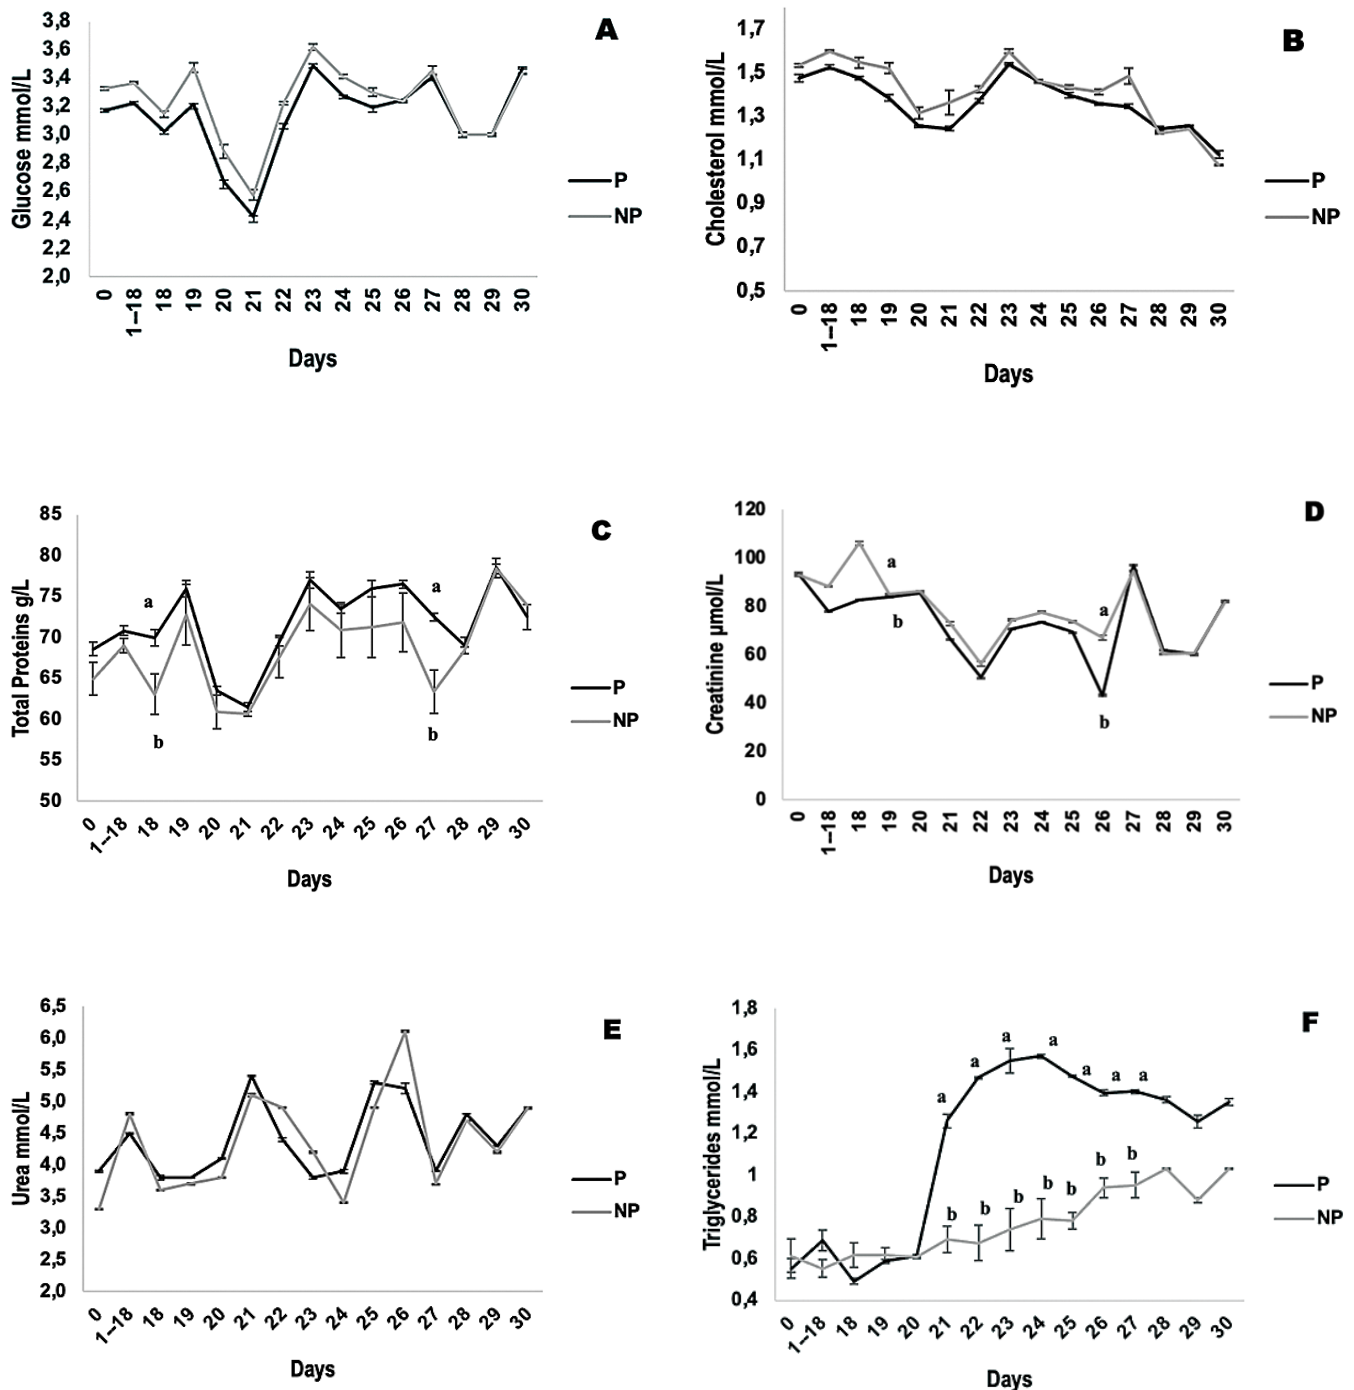 A
Glucose mmol/L
3,8
3,6
3,4
3,2
3,0
2,8
2,6
2,4
2,2
2,0
0 1--18 18 19 20 21 22 23 24 25 26 27 28 29 30
Days
P
NP
B
Cholesterol mmol/L
1,7
1,5
1,3
1,1
0,9
0,7
0,5
0 1--18 18 19 20 21 22 23 24 25 26 27 28 29 30
Days
P
NP
C
Total Proteins g/L
85
80
75
70
65
60
55
50
a a
b b
0 1--18 18 19 20 21 22 23 24 25 26 27 28 29 30
Days
P
NP
D
Creatinine µmol/L
120
100
80
60
40
20
0
a a
b b
0 1--18 18 19 20 21 22 23 24 25 26 27 28 29 30
Days
P
NP
E
Urea mmol/L
6,5
6,0
5,5
5,0
4,5
4,0
3,5
3,0
2,5
2,0
0 1--18 18 19 20 21 22 23 24 25 26 27 28 29 30
Days
P
NP
F
Triglycerides mmol/L
1,8
1,6
1,4
1,2
1
0,8
0,6
0,4
a a a a a a a
b b b b b b b
0 1--18 18 19 20 21 22 23 24 25 26 27 28 29 30
Days
P
NP